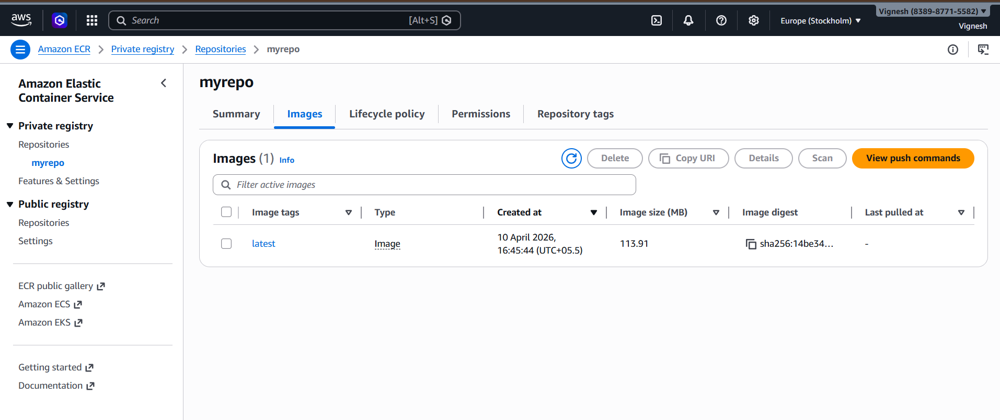 aws
Search
[Alt+S]
Europe (Stockholm)
Vignesh (8389-8771-5582)
Vignesh
Amazon ECR
Private registry
Repositories
myrepo
Amazon Elastic
Container Service
Private registry
Repositories
myrepo
Features & Settings
Public registry
Repositories
Settings
ECR public gallery
Amazon ECS
Amazon EKS
Getting started
Documentation
myrepo
Summary
Images
Lifecycle policy
Permissions
Repository tags
Images (1) Info
Delete
Copy URI
Details
Scan
View push commands
Filter active images
Image tags
Type
Created at
Image size (MB)
Image digest
Last pulled at
latest
Image
10 April 2026,
16:45:44 (UTC+05.5)
113.91
sha256:14be34...
-